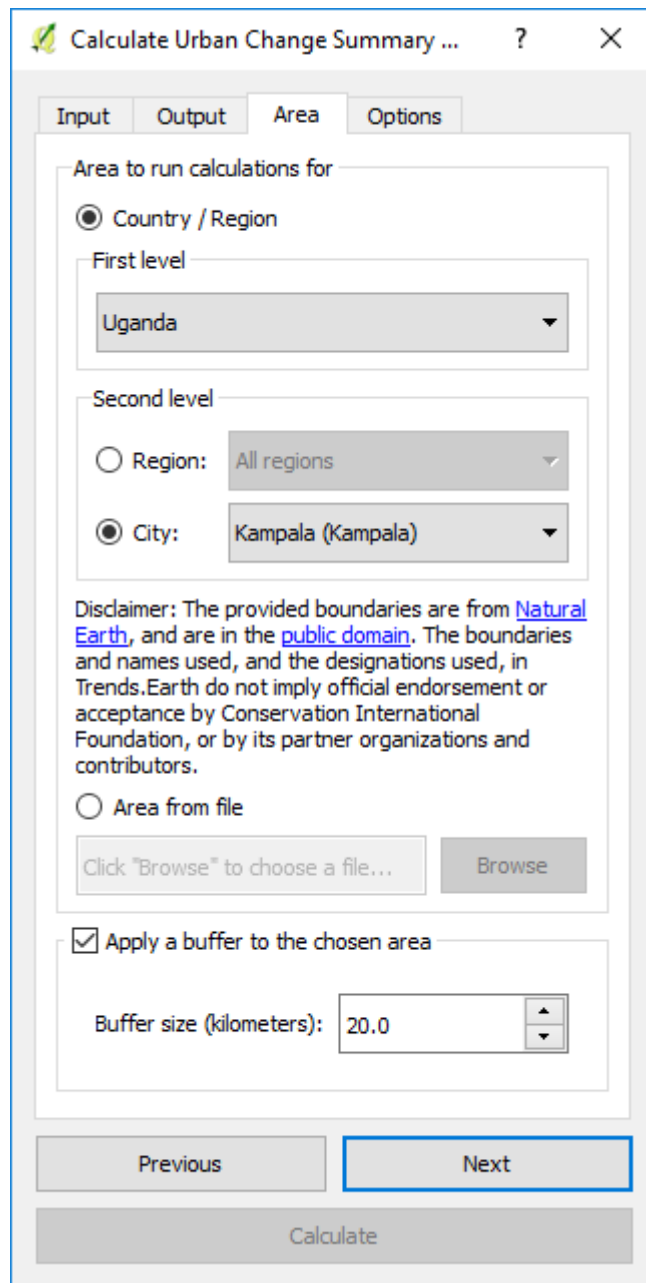 Calculate Urban Change Summary ... ? ×
Input Output Area Options
Area to run calculations for
Country / Region
First level
Uganda
Second level
Region: All regions
City: Kampala (Kampala)
Disclaimer: The provided boundaries are from Natural
Earth, and are in the public domain. The boundaries
and names used, and the designations used, in
Trends.Earth do not imply official endorsement or
acceptance by Conservation International
Foundation, or by its partner organizations and
contributors.
Area from file
Click "Browse" to choose a file... Browse
Apply a buffer to the chosen area
Buffer size (kilometers): 20.0
Previous Next
Calculate